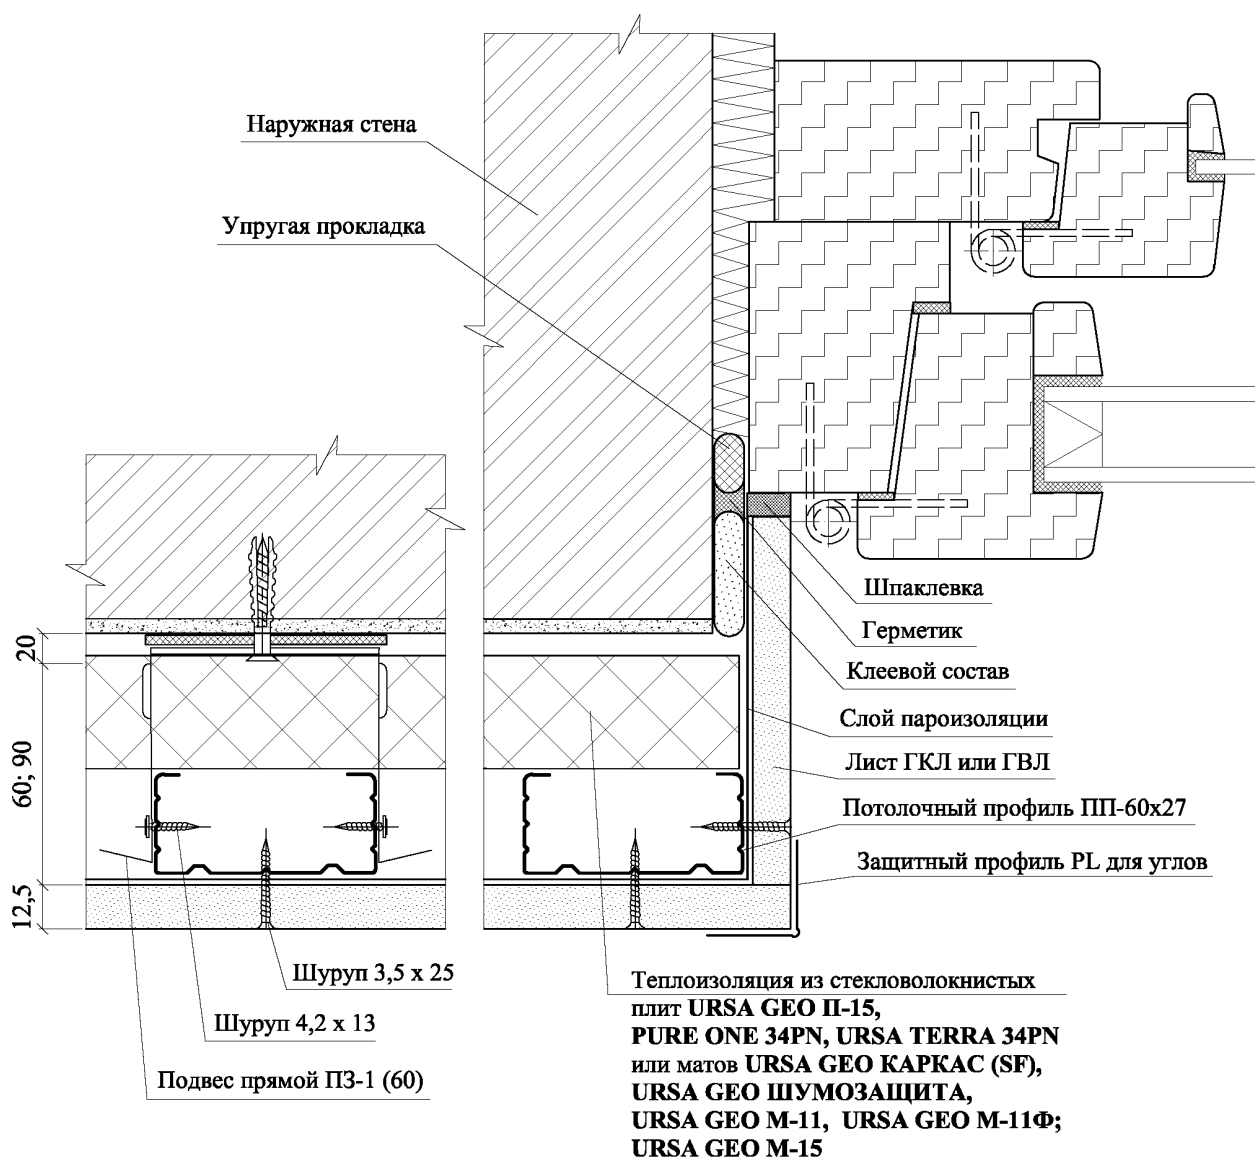 Наружная стена
Упругая прокладка
Шпаклевка
Герметик
Клеевой состав
Слой пароизоляции
Лист ГКЛ или ГВЛ
Потолочный профиль ПП-60х27
Защитный профиль PL для углов
20
60; 90
12,5
Шуруп 3,5 х 25
Шуруп 4,2 х 13
Подвес прямой ПЗ-1 (60)
Теплоизоляция из стекловолокнистых
плит URSA GEO П-15,
PURE ONE 34PN, URSA TERRA 34PN
или матов URSA GEO КАРКАС (SF),
URSA GEO ШУМОЗАЩИТА,
URSA GEO М-11, URSA GEO М-11Ф;
URSA GEO М-15